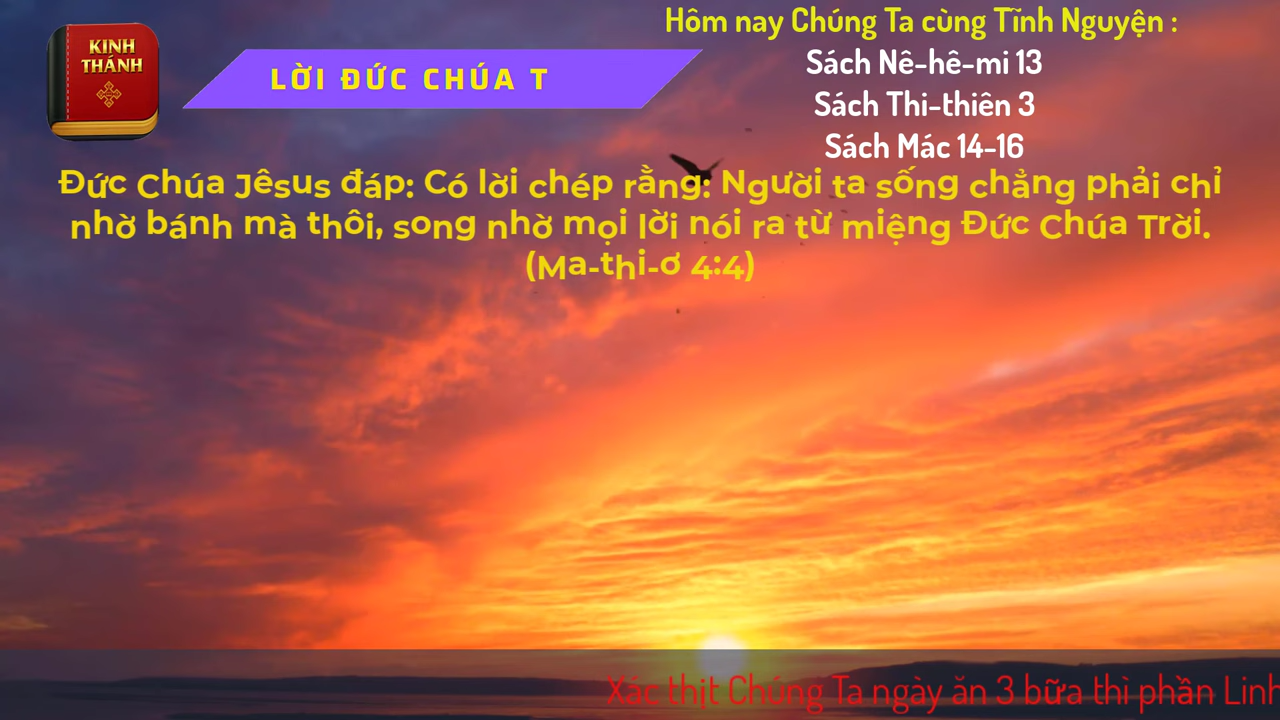 KINH
THÁNH
LỜI ĐỨC CHÚA T
Hôm nay Chúng Ta cùng Tĩnh Nguyện :
Sách Nê-hê-mi 13
Sách Thi-thiên 3
Sách Mác 14-16
Đức Chúa Jêsus đáp: Có lời chép rằng: Người ta sống chẳng phải chỉ
nhờ bánh mà thôi, song nhờ mọi lời nói ra từ miệng Đức Chúa Trời.
(Ma-thi-ơ 4:4)
Xác thịt Chúng Ta ngày ăn 3 bữa thì phần Linh